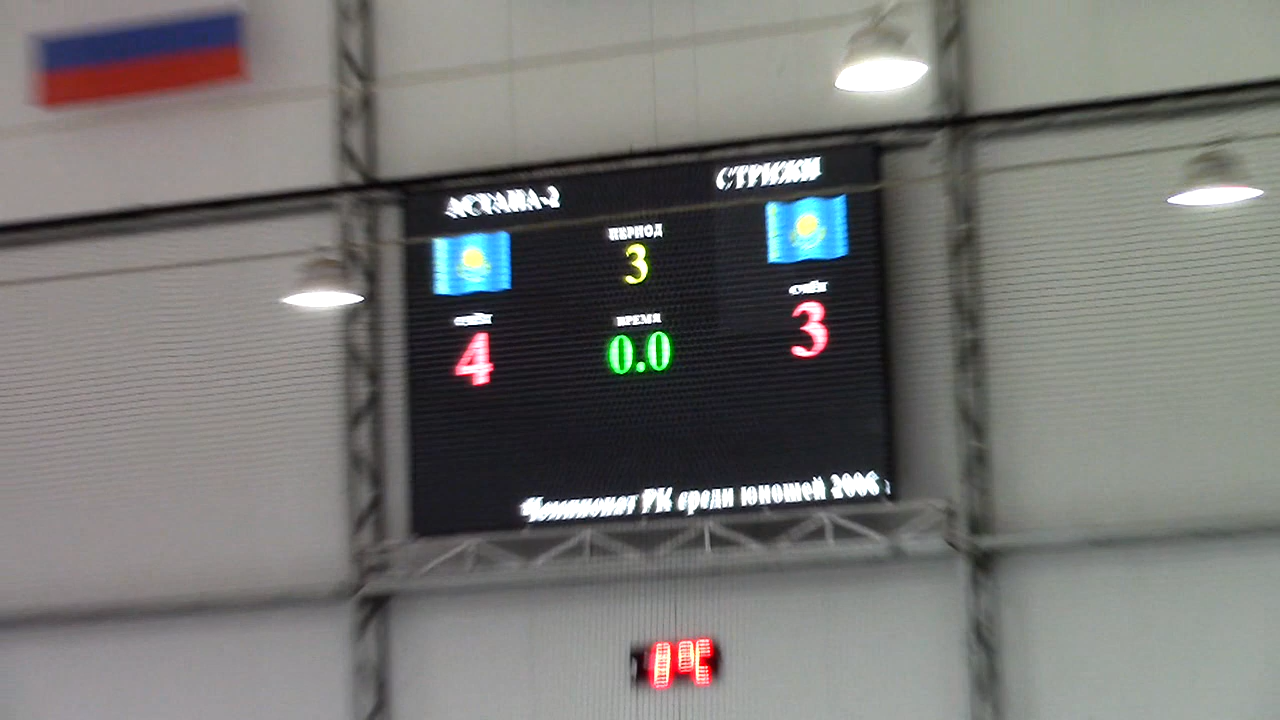 АСТАНА-2 СТРИЖИ
ПЕРИОД
3
СЧЁТ ВРЕМЯ СЧЁТ
4 0.0 3
Чемпионат РК среди юношей 2006